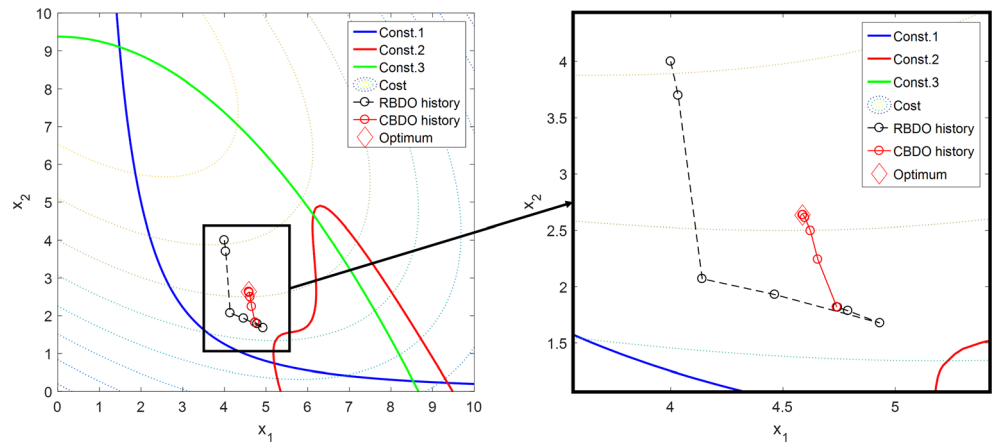 10
9
8
7
6
5
4
3
2
1
0
x2
0 1 2 3 4 5 6 7 8 9 10
x1
Const.1
Const.2
Const.3
Cost
RBDO history
CBDO history
Optimum
4
3.5
3
2.5
2
1.5
x2
4 4.5 5
x1
Const.1
Const.2
Const.3
Cost
RBDO history
CBDO history
Optimum